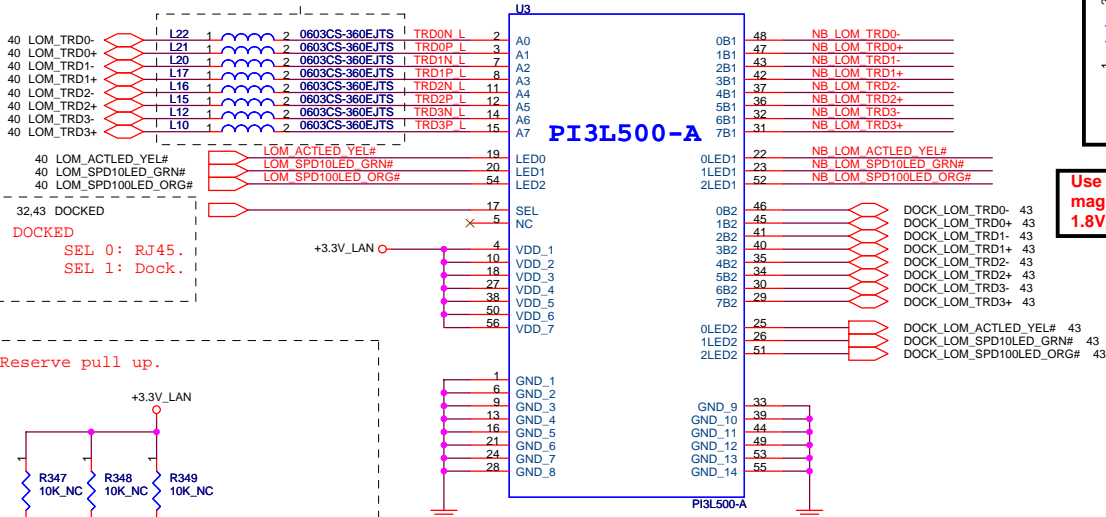 U3
40 LOM_TRD0- L22 1 2 0603CS-360EJTS TRD0N_L 2 A0 0B1 48 NB_LOM_TRD0-
40 LOM_TRD0+ L21 1 2 0603CS-360EJTS TRD0P_L 3 A1 1B1 47 NB_LOM_TRD0+
40 LOM_TRD1- L20 1 2 0603CS-360EJTS TRD1N_L 7 A2 2B1 43 NB_LOM_TRD1-
40 LOM_TRD1+ L17 1 2 0603CS-360EJTS TRD1P_L 8 A3 3B1 42 NB_LOM_TRD1+
40 LOM_TRD2- L16 1 2 0603CS-360EJTS TRD2N_L 11 A4 4B1 37 NB_LOM_TRD2-
40 LOM_TRD2+ L15 1 2 0603CS-360EJTS TRD2P_L 12 A5 5B1 36 NB_LOM_TRD2+
40 LOM_TRD3- L12 1 2 0603CS-360EJTS TRD3N_L 14 A6 6B1 32 NB_LOM_TRD3-
40 LOM_TRD3+ L10 1 2 0603CS-360EJTS TRD3P_L 15 A7 7B1 31 NB_LOM_TRD3+
PI3L500-A
40 LOM_ACTLED_YEL# LOM_ACTLED_YEL# 19 LED0 0LED1 22 NB_LOM_ACTLED_YEL#
40 LOM_SPD10LED_GRN# LOM_SPD10LED_GRN# 20 LED1 1LED1 23 NB_LOM_SPD10LED_GRN#
40 LOM_SPD100LED_ORG# LOM_SPD100LED_ORG# 54 LED2 2LED1 52 NB_LOM_SPD100LED_ORG#
Use
mag
1.8V
32,43 DOCKED 17 SEL 0B2 46 DOCK_LOM_TRD0- 43
5 NC 1B2 45 DOCK_LOM_TRD0+ 43
DOCKED
SEL 0: RJ45.
SEL 1: Dock.
2B2 41 DOCK_LOM_TRD1- 43
+3.3V_LAN 4 VDD_1 3B2 40 DOCK_LOM_TRD1+ 43
10 VDD_2 4B2 35 DOCK_LOM_TRD2- 43
18 VDD_3 5B2 34 DOCK_LOM_TRD2+ 43
27 VDD_4 6B2 30 DOCK_LOM_TRD3- 43
38 VDD_5 7B2 29 DOCK_LOM_TRD3+ 43
50 VDD_6
56 VDD_7 0LED2 25 DOCK_LOM_ACTLED_YEL# 43
1LED2 26 DOCK_LOM_SPD10LED_GRN# 43
2LED2 51 DOCK_LOM_SPD100LED_ORG# 43
Reserve pull up.
1 GND_1
6 GND_2
9 GND_3 GND_9 33
13 GND_4 GND_10 39
16 GND_5 GND_11 44
21 GND_6 GND_12 49
24 GND_7 GND_13 53
28 GND_8 GND_14 55
+3.3V_LAN
1 1 1
R347 R348 R349
10K_NC 10K_NC 10K_NC
PI3L500-A